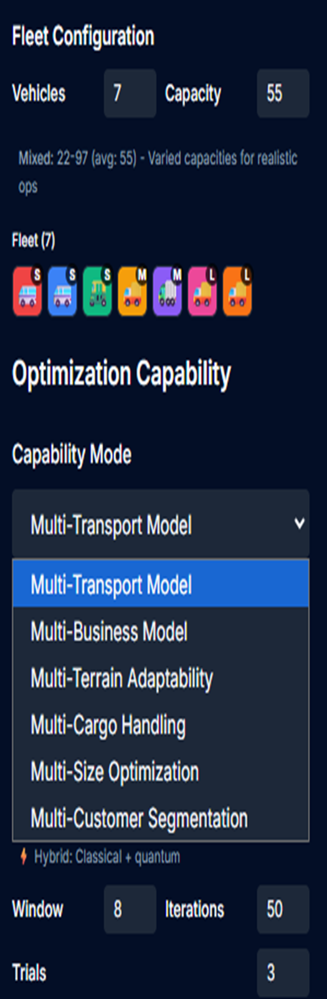 Fleet Configuration
Vehicles 7 Capacity 55
Mixed: 22-97 (avg: 55) - Varied capacities for realistic
ops
Fleet (7)
S S S M M L L
Optimization Capability
Capability Mode
Multi-Transport Model
Multi-Transport Model
Multi-Business Model
Multi-Terrain Adaptability
Multi-Cargo Handling
Multi-Size Optimization
Multi-Customer Segmentation
Hybrid: Classical + quantum
Window 8 Iterations 50
Trials 3